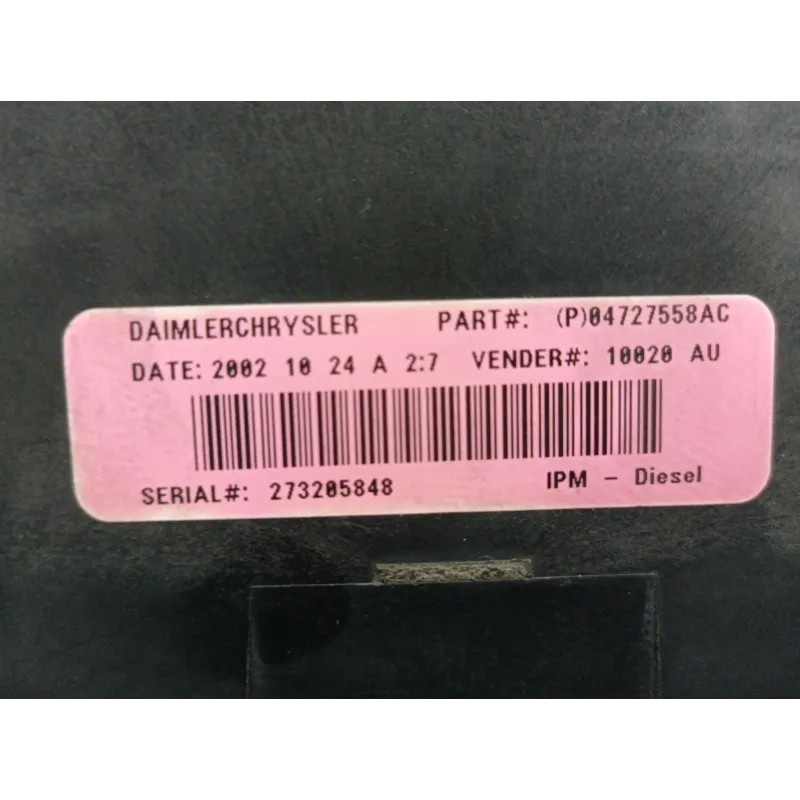 DAIMLERCHRYSLER PART#: (P)04727558AC
DATE: 2002 10 24 A 2:7 VENDER#: 10020 AU
SERIAL#: 273205848 IPM - Diesel